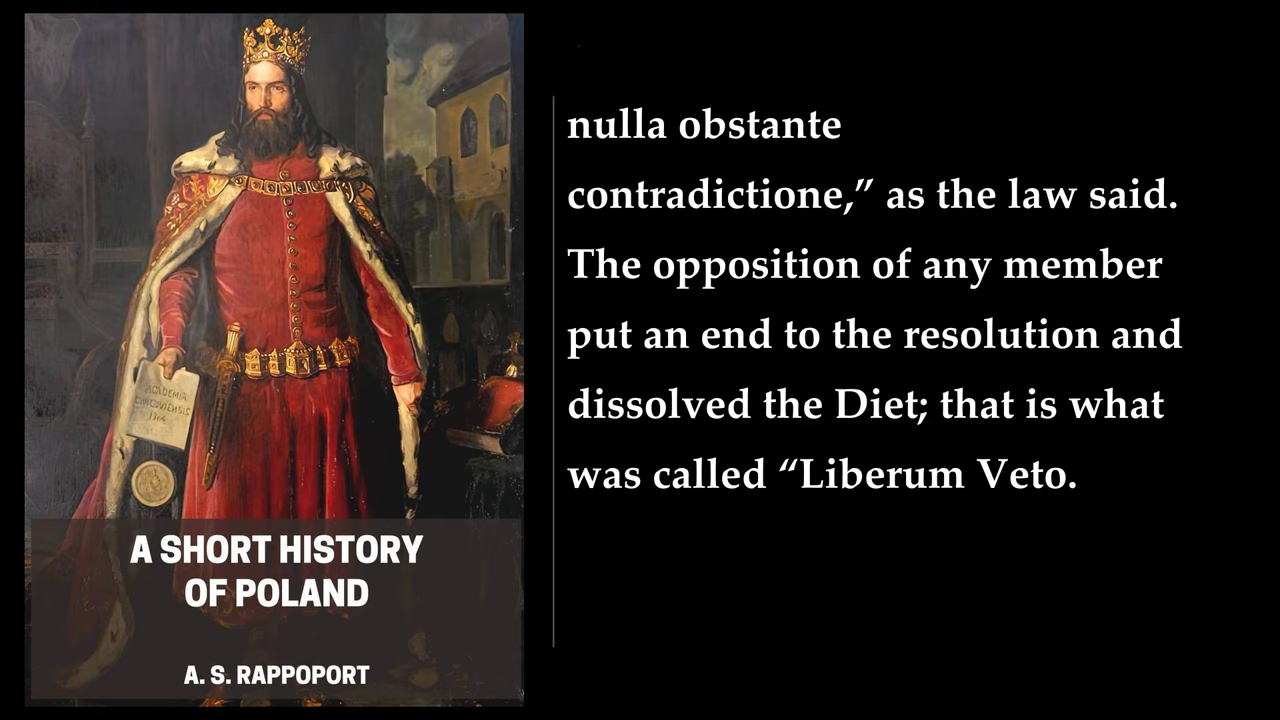 nulla obstante
contradictione,” as the law said.
The opposition of any member
put an end to the resolution and
dissolved the Diet; that is what
was called “Liberum Veto.
ACADEMIA
A SHORT HISTORY
OF POLAND
A. S. RAPPOPORT